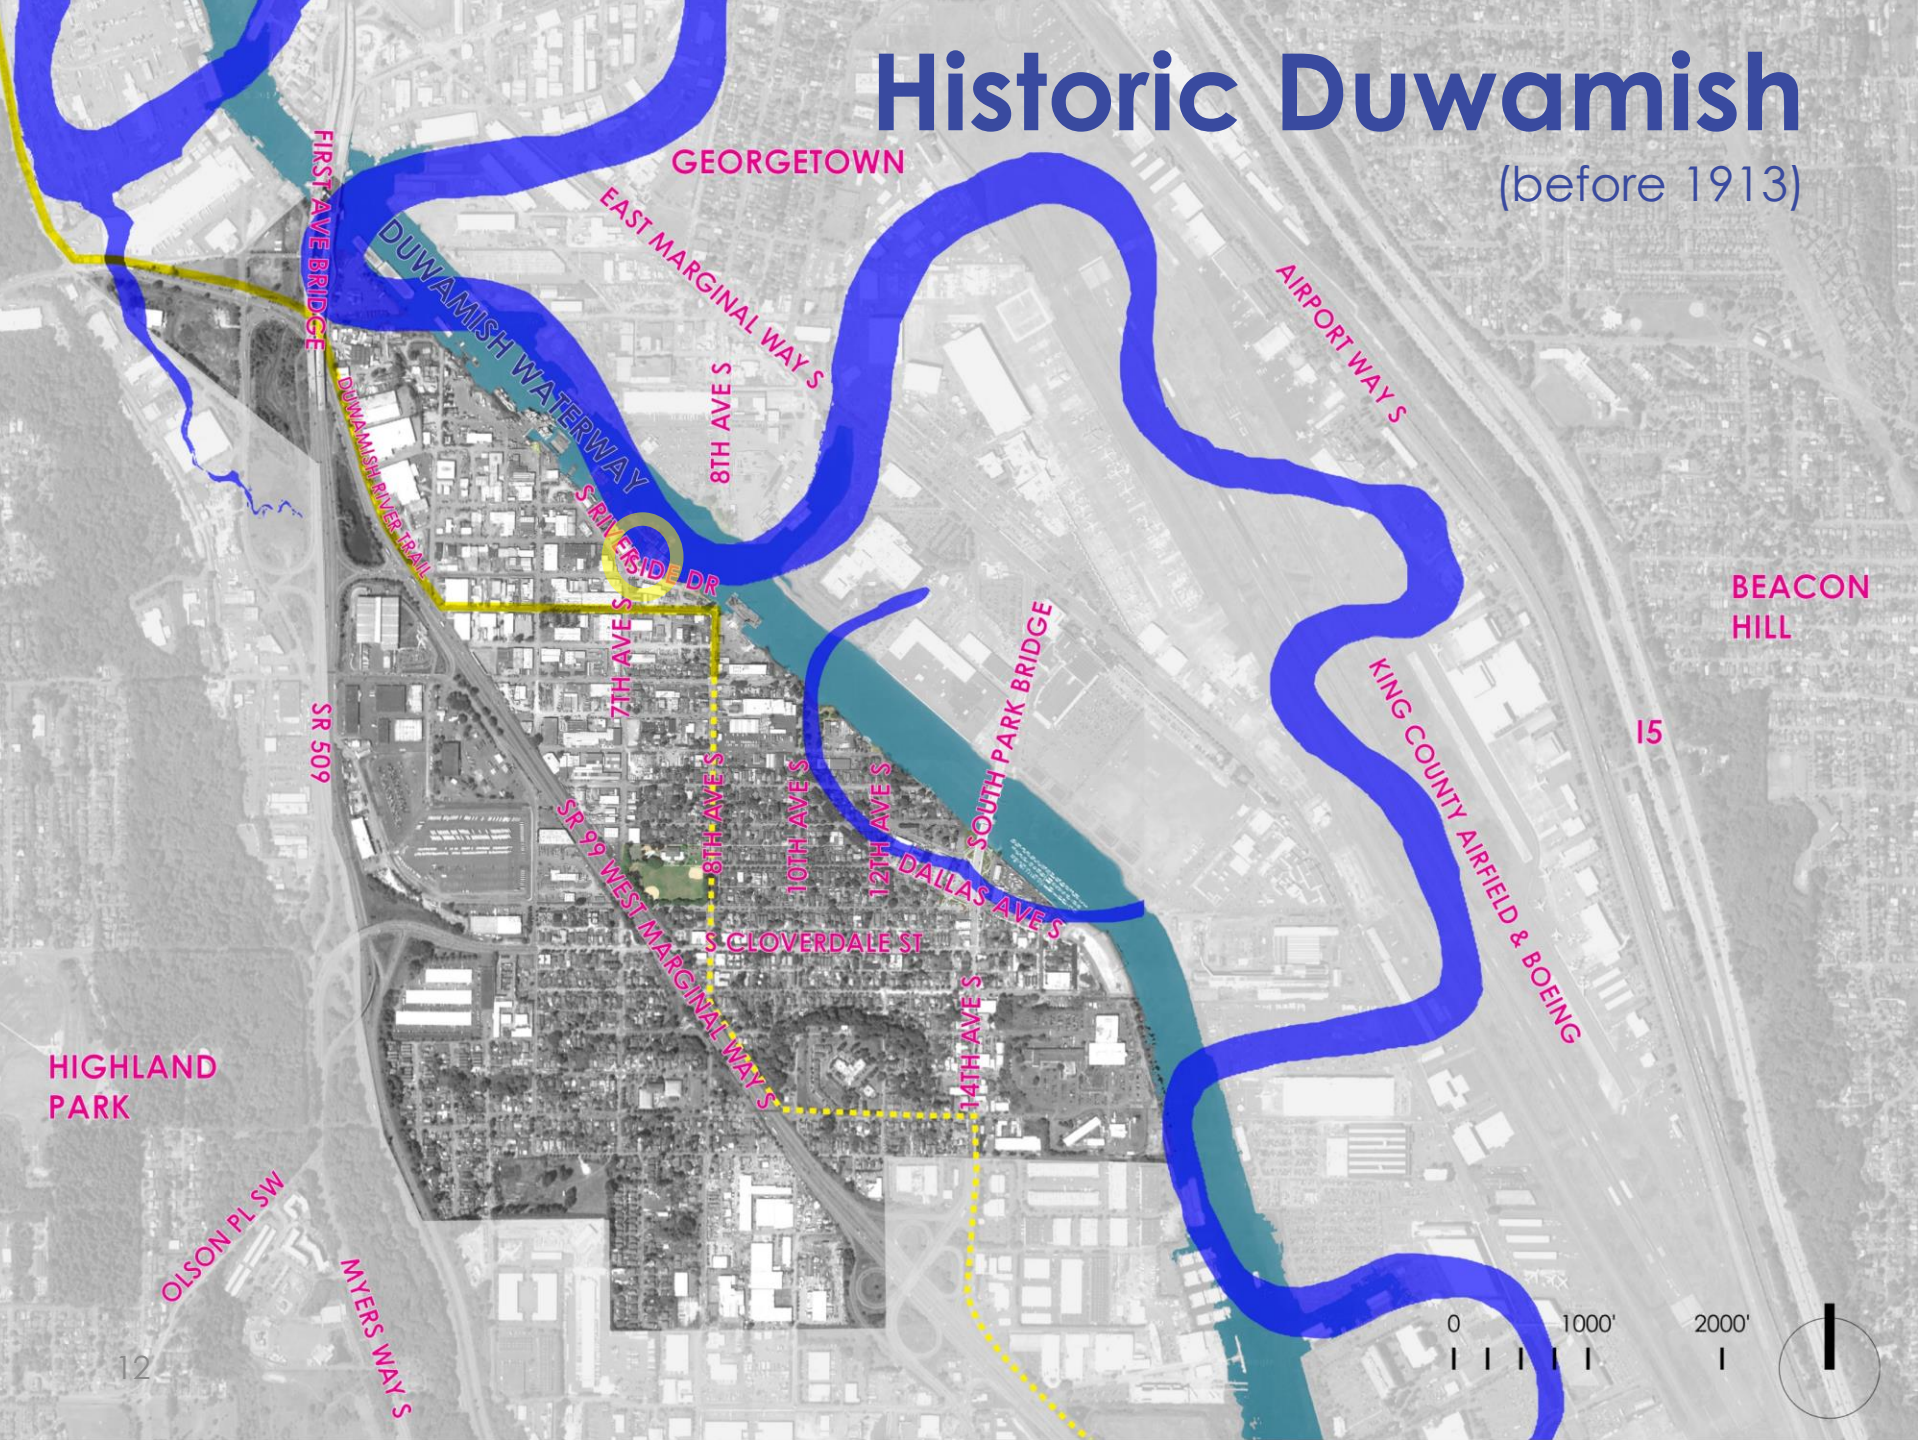 Historic Duwamish
(before 1913)
GEORGETOWN
FIRST AVE BRIDGE
EAST MARGINAL WAY S
DUWAMISH WATERWAY
AIRPORT WAY S
8TH AVE S
DUWAMISH RIVER TRAIL
S RIVERSIDE DR
BEACON
HILL
7TH AVE S
SOUTH PARK BRIDGE
KING COUNTY AIRFIELD & BOEING
I5
SR 509
8TH AVE S
10TH AVE S
12TH AVE S
SR 99 WEST MARGINAL WAY S
DALLAS AVE S
S CLOVERDALE ST
14TH AVE S
HIGHLAND
PARK
OLSON PL SW
MYERS WAY S
0 1000' 2000'
12